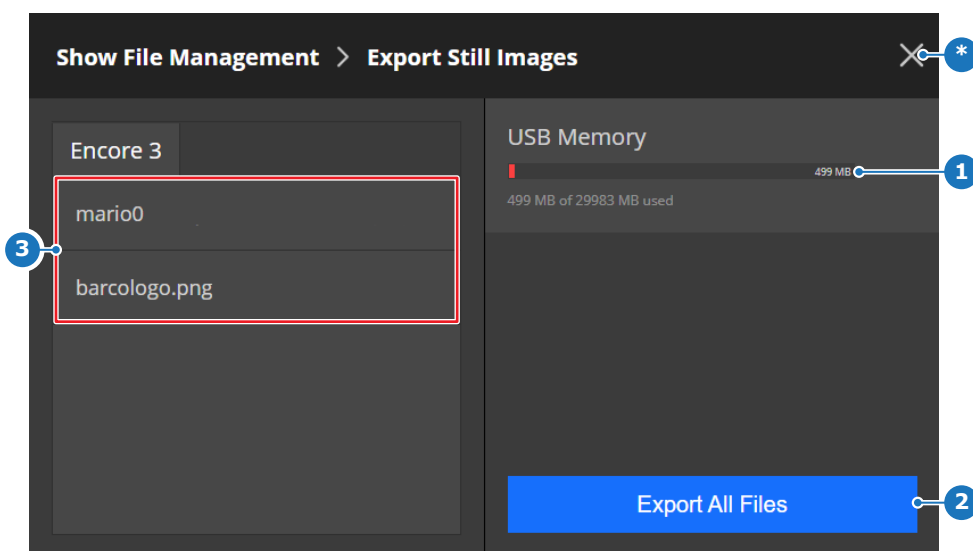 Show File Management > Export Still Images
*
Encore 3
mario0
barcologo.png
3
USB Memory
499 MB
1
499 MB of 29983 MB used
Export All Files
2